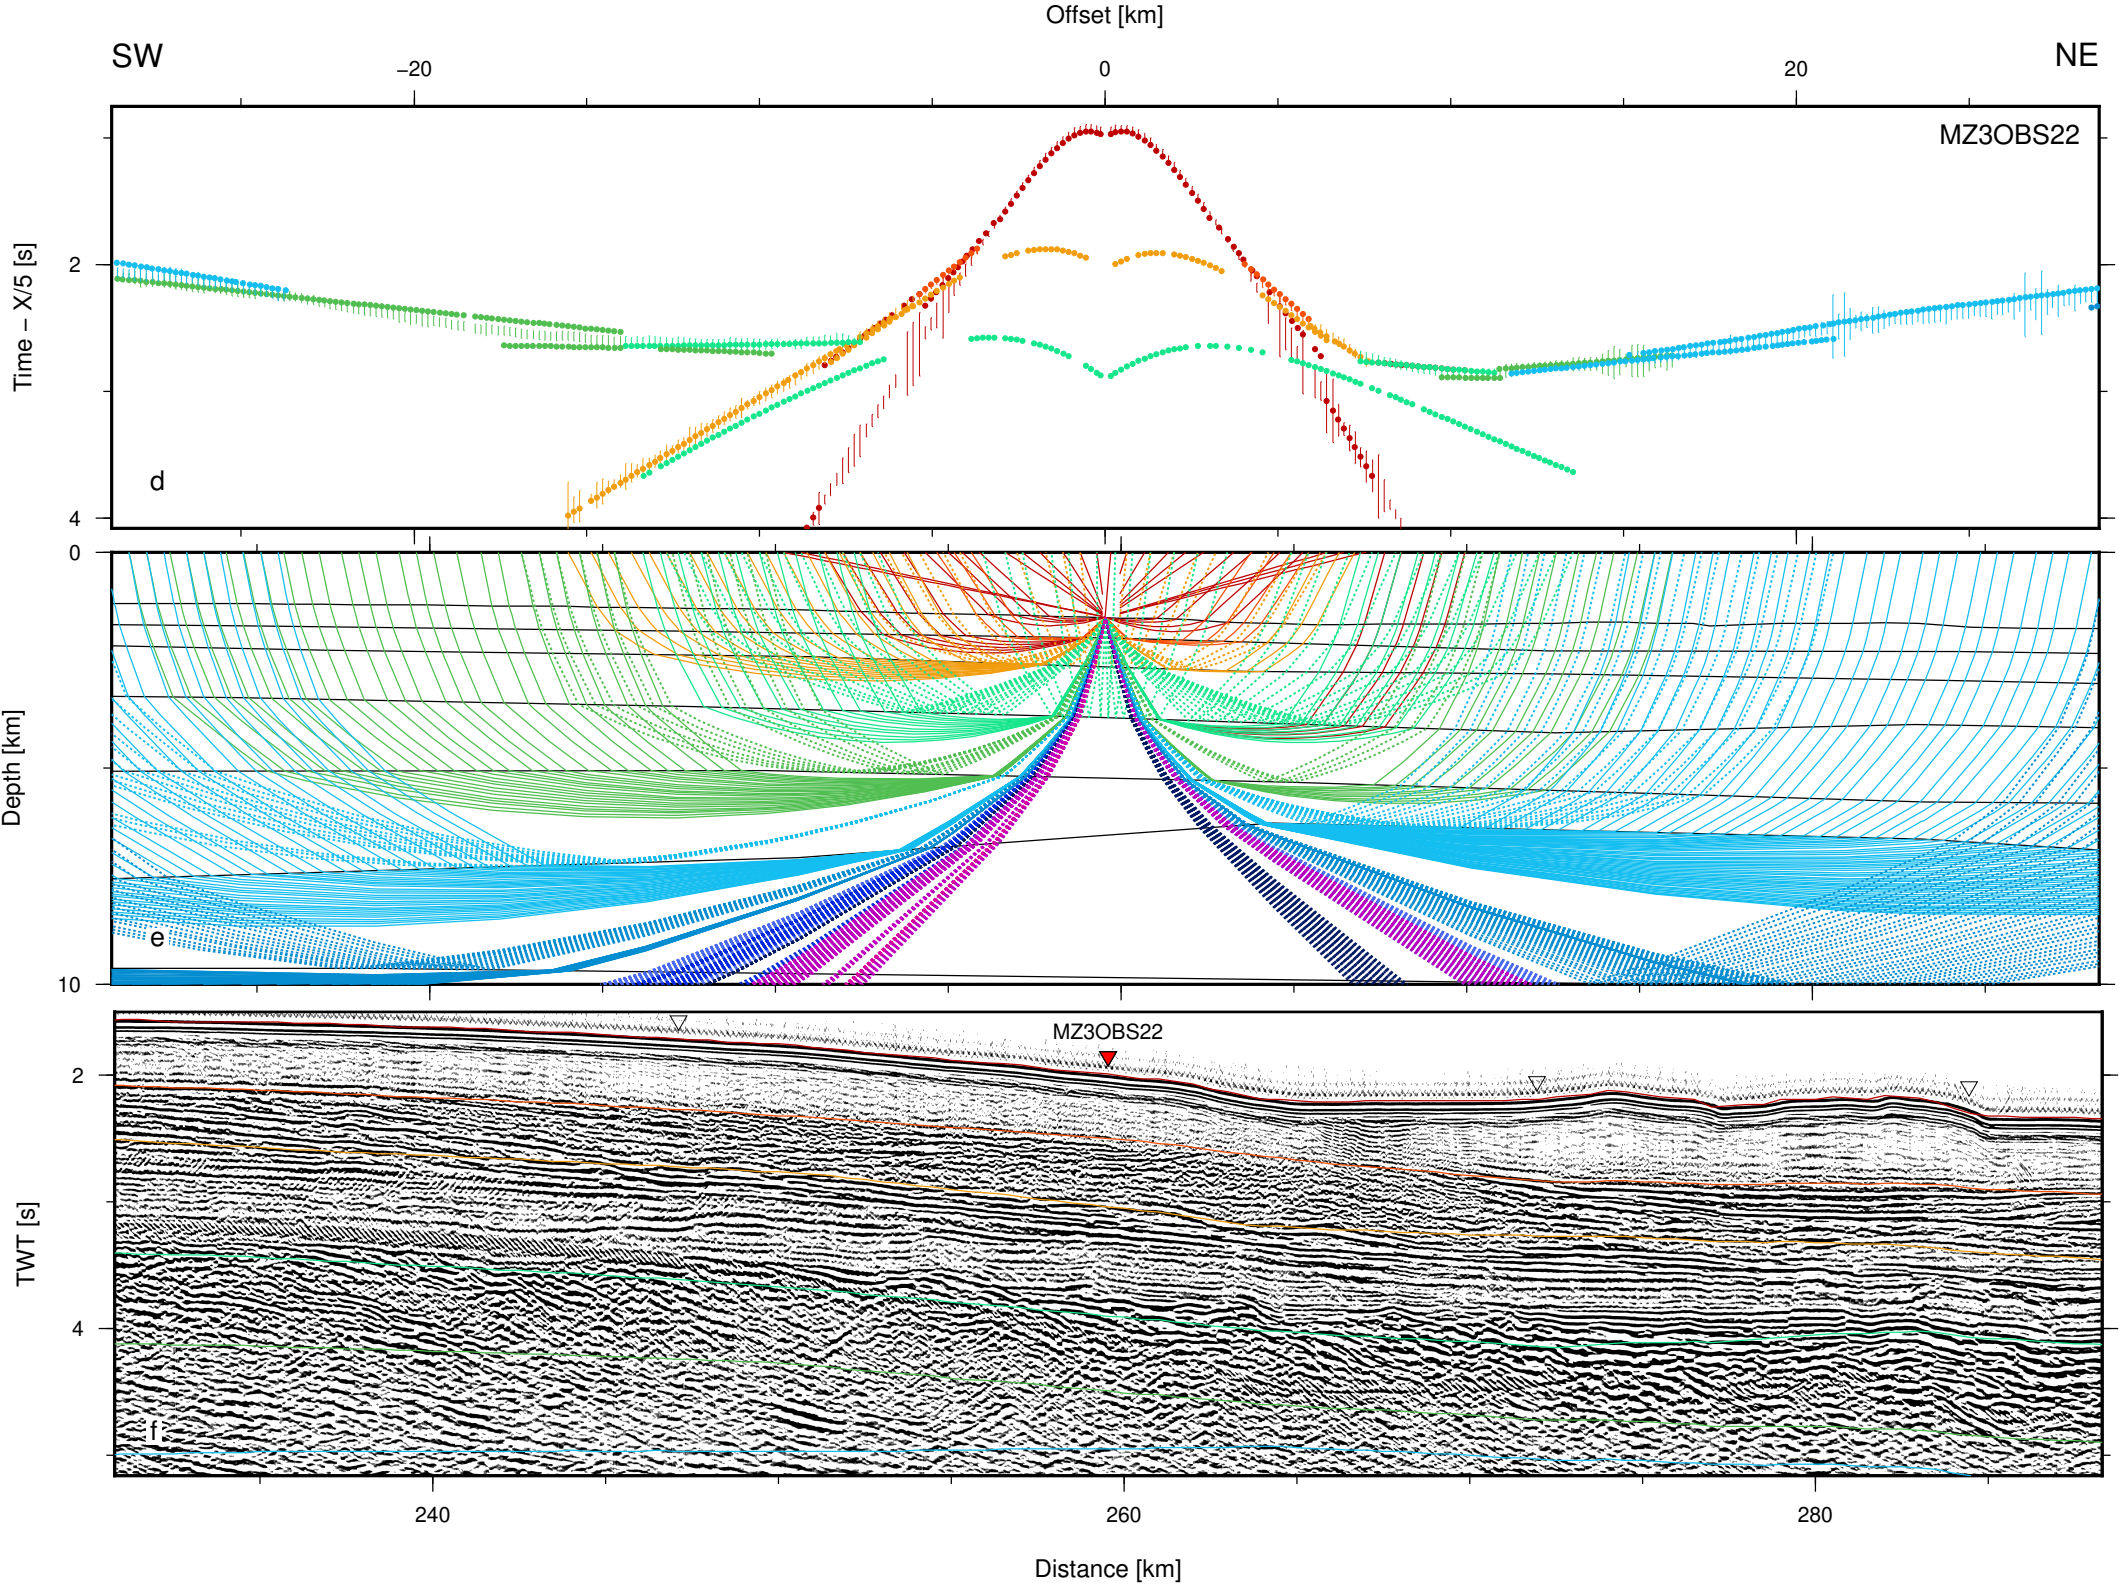 Offset [km]
SW
−20
0
20
NE
MZ3OBS22
Time − X/5 [s]
2
4
d
0
Depth [km]
10
e
MZ3OBS22
TWT [s]
2
4
f
240
260
280
Distance [km]